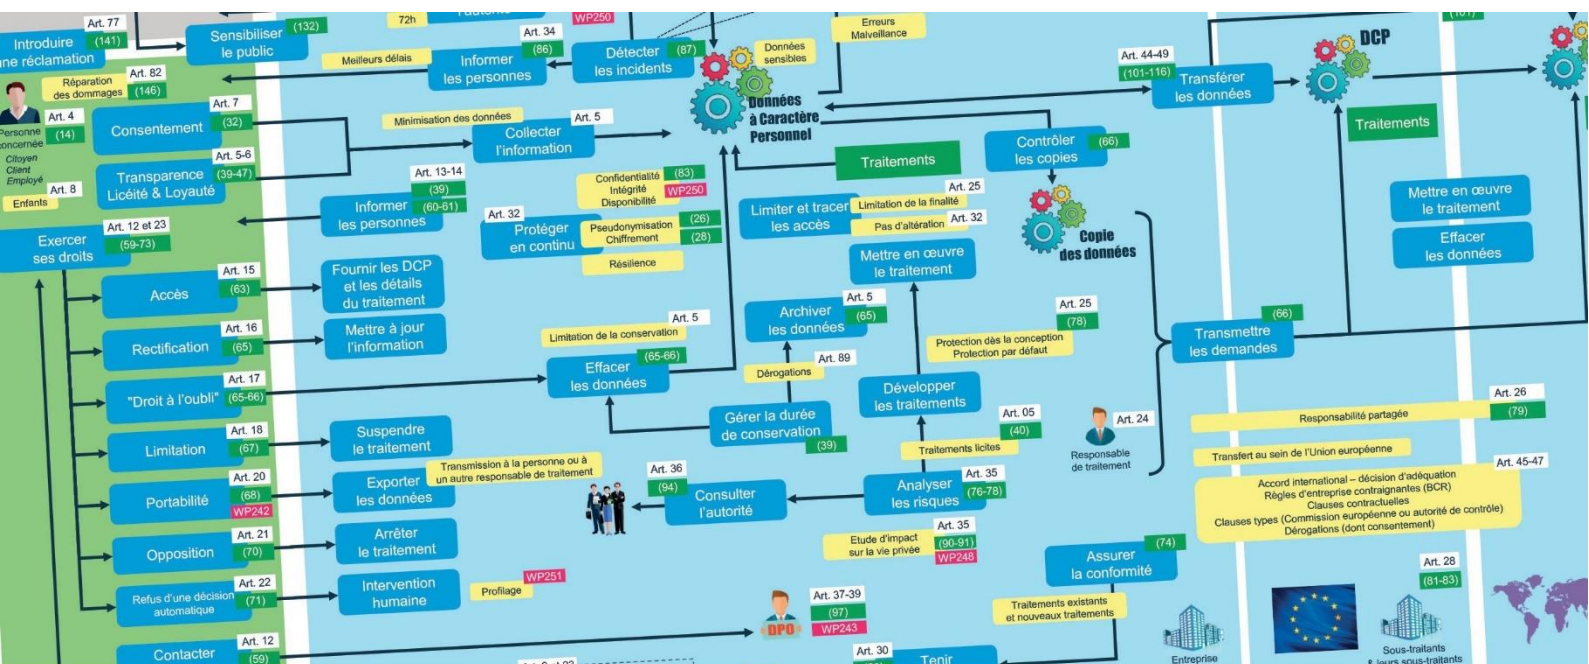 Art. 77
(141)
Introduire
une réclamation
Sensibiliser
le public
(132)
72h
l'autorité
WP250
Art. 34
(86)
Meilleurs délais
Informer
les personnes
Détecter
les incidents
(87)
Données
sensibles
Erreurs
Malveillance
Art. 44-49
(101-116)
Transférer
les données
DCP
(101)
Réparation
des dommages
Art. 82
(146)
Personne
concernée
Art. 4
(14)
Citoyen
Client
Employé
Enfants
Art. 8
Consentement
Art. 7
(32)
Transparence
Licéité & Loyauté
Art. 5-6
(39-47)
Minimisation des données
Collecter
l'information
Art. 5
Données
à Caractère
Personnel
Traitements
Contrôler
les copies
(66)
Traitements
Art. 13-14
(39)
(60-61)
Informer
les personnes
Art. 32
Protéger
en continu
Confidentialité
Intégrité
Disponibilité
(83)
WP250
Pseudonymisation
Chiffrement
(26)
(28)
Résilience
Limiter et tracer
les accès
Art. 25
Limitation de la finalité
Pas d'altération
Art. 32
Mettre en œuvre
le traitement
Copie
des données
Mettre en œuvre
le traitement
Effacer
les données
Exercer
ses droits
Art. 12 et 23
(59-73)
Accès
Art. 15
(63)
Fournir les DCP
et les détails
du traitement
Rectification
Art. 16
(65)
Mettre à jour
l'information
Limitation de la conservation
Art. 5
Effacer
les données
(65-66)
Archiver
les données
Art. 5
(65)
Dérogations
Art. 89
Protection dès la conception
Protection par défaut
Art. 25
(78)
Transmettre
les demandes
(66)
"Droit à l'oubli"
Art. 17
(65-66)
Gérer la durée
de conservation
(39)
Développer
les traitements
Traitements licites
Art. 05
(40)
Responsable
de traitement
Art. 24
Responsabilité partagée
Art. 26
(79)
Transfert au sein de l'Union européenne
Art. 45-47
Accord international – décision d'adéquation
Règles d'entreprise contraignantes (BCR)
Clauses contractuelles
Clauses types (Commission européenne ou autorité de contrôle)
Dérogations (dont consentement)
Limitation
Art. 18
(67)
Suspendre
le traitement
Portabilité
Art. 20
(68)
WP242
Exporter
les données
Transmission à la personne ou à
un autre responsable de traitement
Art. 36
(94)
Consulter
l'autorité
Analyser
les risques
Art. 35
(76-78)
Etude d'impact
sur la vie privée
Art. 35
(90-91)
WP248
Assurer
la conformité
(74)
Traitements existants
et nouveaux traitements
Opposition
Art. 21
(70)
Arrêter
le traitement
Refus d'une décision
automatique
Art. 22
(71)
Intervention
humaine
Profilage
WP251
DPO
Art. 37-39
(97)
WP243
Contacter
Art. 12
(59)
Art. 30
Tenir
Entreprise
Art. 28
(81-83)
Sous-traitants
& leurs sous-traitants